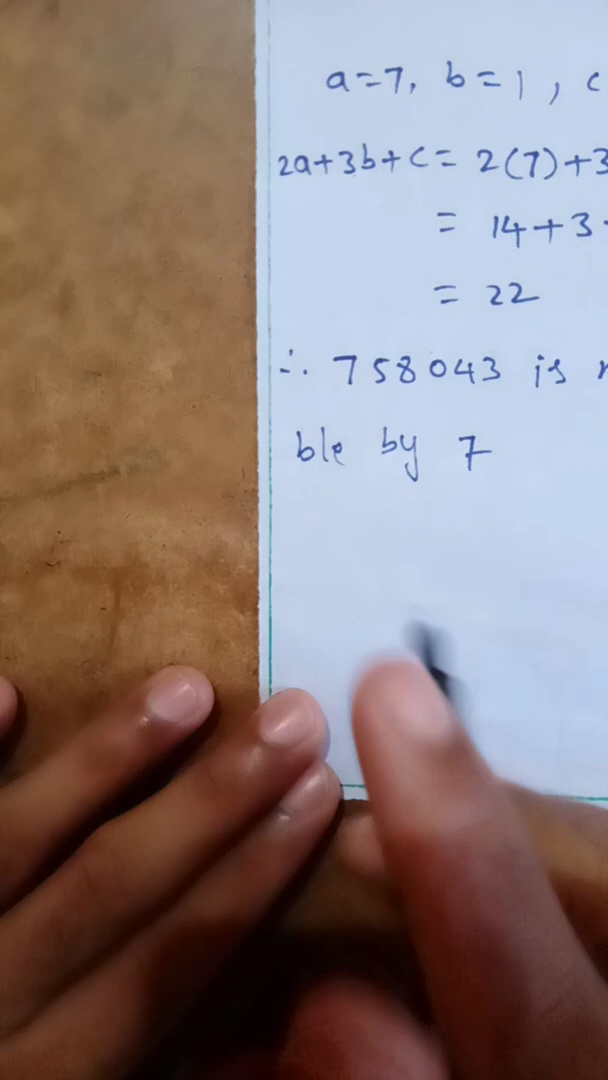 a=7, b=1, c
2a+3b+c= 2(7)+3
= 14+3
= 22
∴ 758043 is
ble by 7